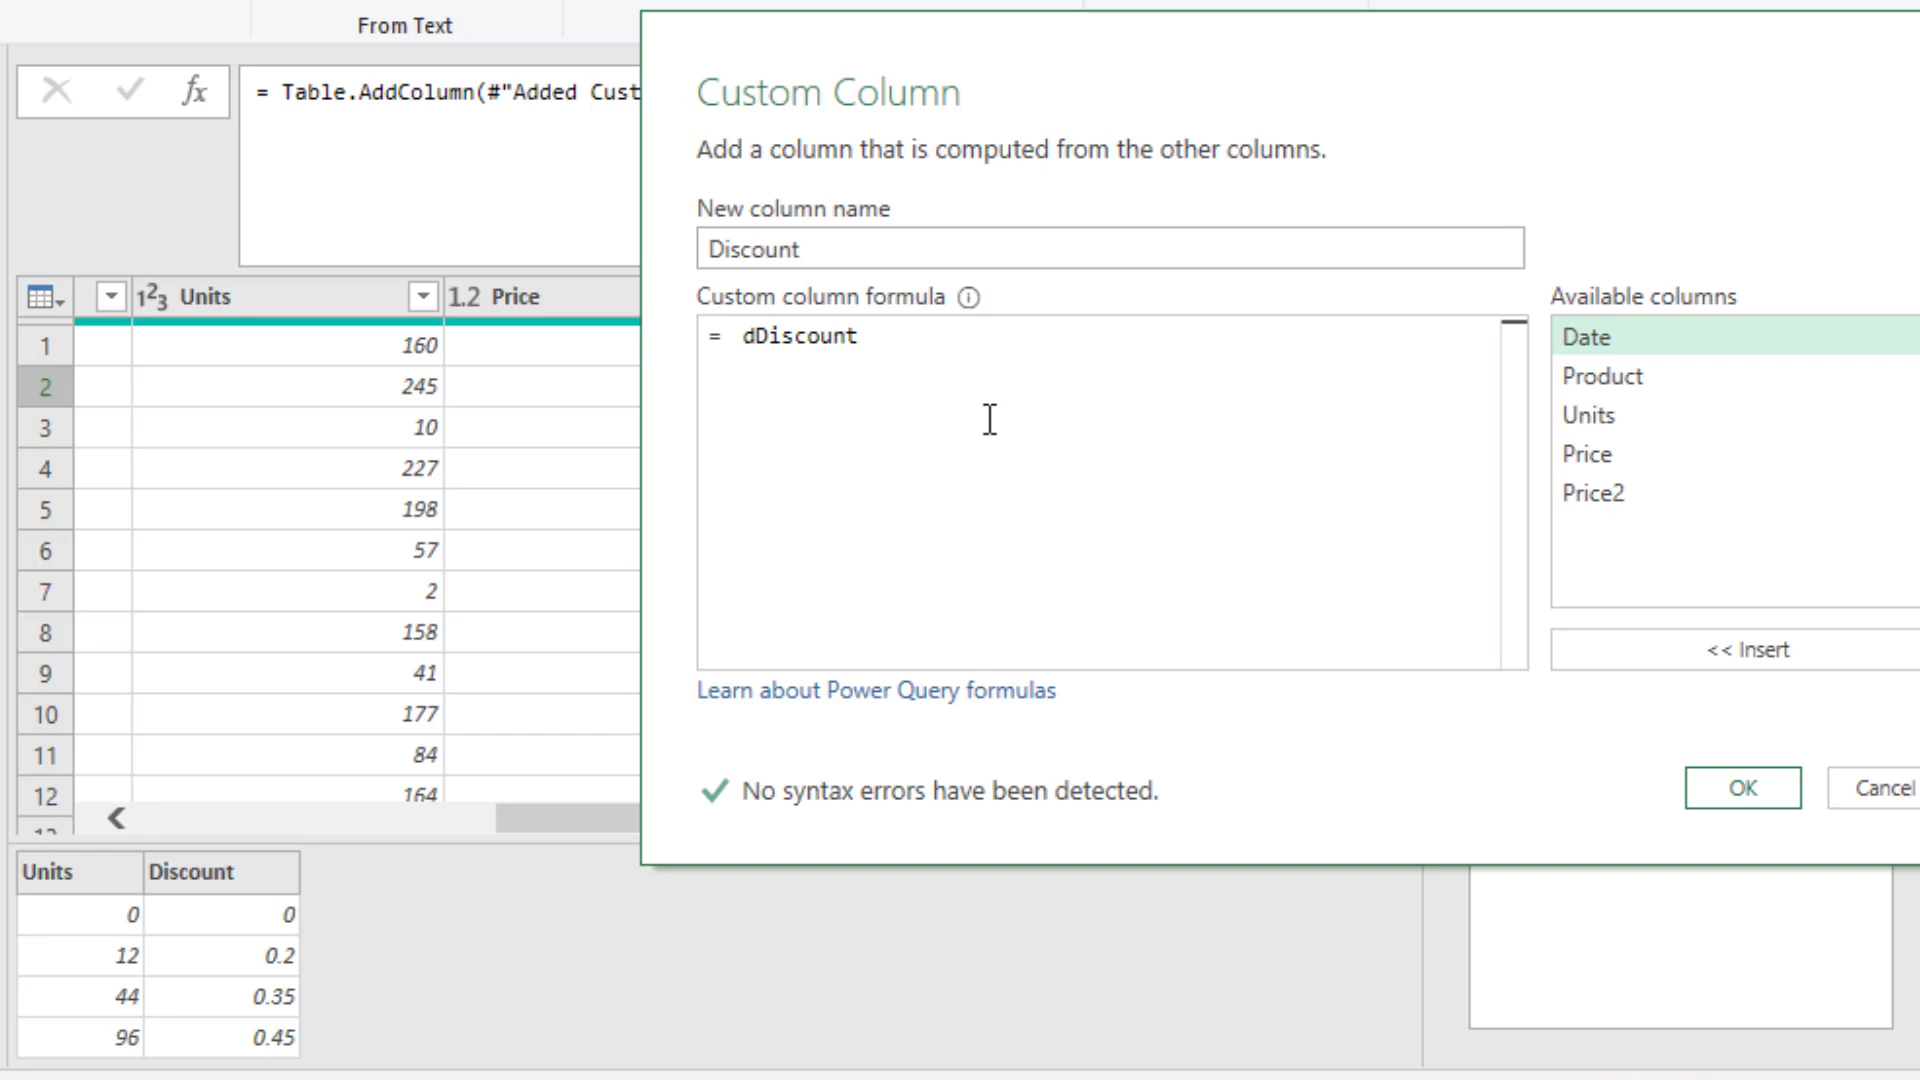 From Text
fx
= Table.AddColumn(#"Added Cust
Custom Column
Add a column that is computed from the other columns.
New column name
Discount
Custom column formula
Available columns
= dDiscount
Date
Product
Units
Price
Price2
<< Insert
Learn about Power Query formulas
No syntax errors have been detected.
OK
Cancel
1²3 Units
1.2 Price
1 160
2 245
3 10
4 227
5 198
6 57
7 2
8 158
9 41
10 177
11 84
12 164
Units Discount
0 0
12 0.2
44 0.35
96 0.45